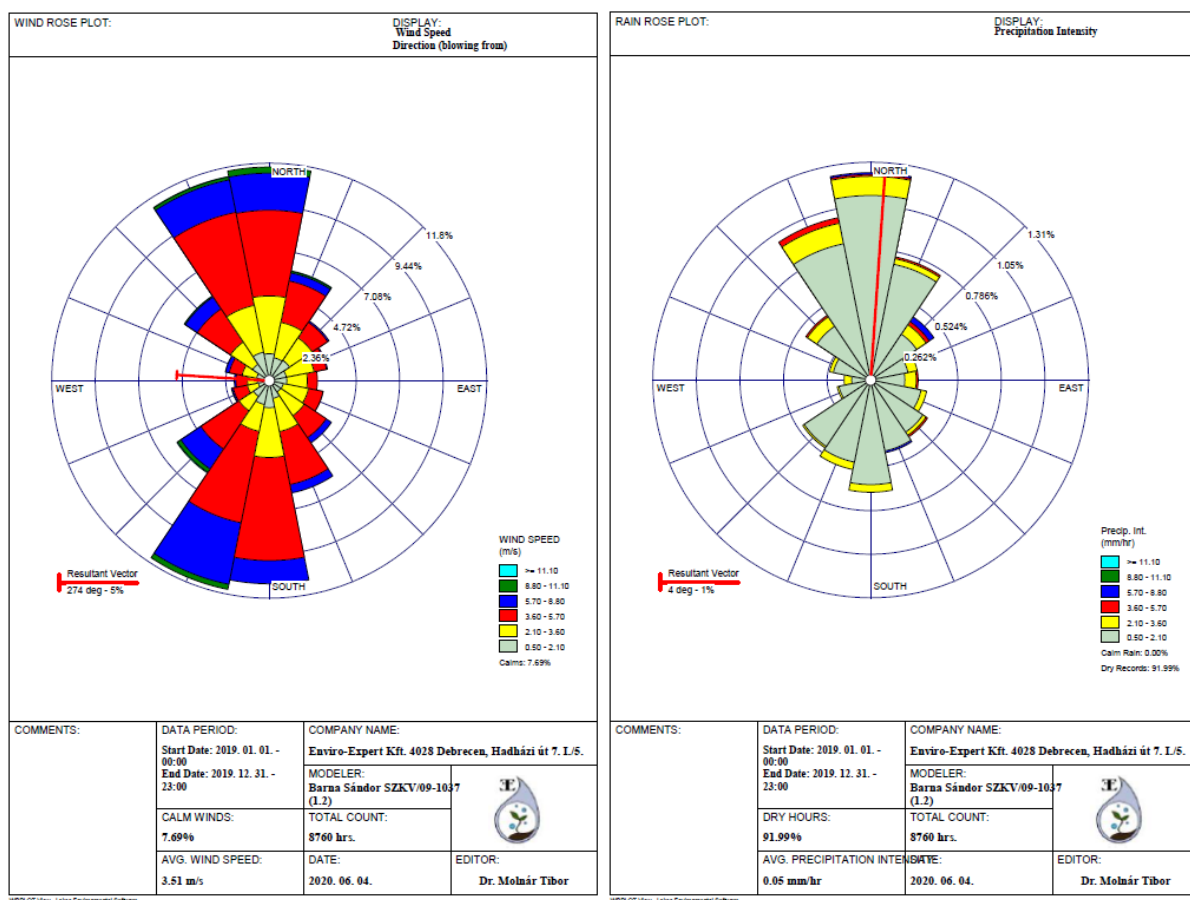 WIND ROSE PLOT:
DISPLAY:
Wind Speed
Direction (blowing from)
NORTH
11.8%
9.44%
7.08%
4.72%
2.36%
WEST
EAST
SOUTH
WIND SPEED
(m/s)
>= 11.10
8.80 - 11.10
5.70 - 8.80
3.60 - 5.70
2.10 - 3.60
0.50 - 2.10
Calms: 7.69%
Resultant Vector
274 deg - 5%
COMMENTS:
DATA PERIOD:
Start Date: 2019. 01. 01. -
00:00
End Date: 2019. 12. 31. -
23:00
COMPANY NAME:
Enviro-Expert Kft. 4028 Debrecen, Hadházi út 7. I./5.
MODELER:
Barna Sándor SZKV/09-1037
(1.2)
CALM WINDS:
7.69%
TOTAL COUNT:
8760 hrs.
AVG. WIND SPEED:
3.51 m/s
DATE:
2020. 06. 04.
EDITOR:
Dr. Molnár Tibor
WRPLOT View - Lakes Environmental Software
RAIN ROSE PLOT:
DISPLAY:
Precipitation Intensity
NORTH
1.31%
1.05%
0.786%
0.524%
0.262%
WEST
EAST
SOUTH
Precip. Int.
(mm/hr)
>= 11.10
8.80 - 11.10
5.70 - 8.80
3.60 - 5.70
2.10 - 3.60
0.50 - 2.10
Calm Rain: 0.00%
Dry Records: 91.99%
Resultant Vector
4 deg - 1%
COMMENTS:
DATA PERIOD:
Start Date: 2019. 01. 01. -
00:00
End Date: 2019. 12. 31. -
23:00
COMPANY NAME:
Enviro-Expert Kft. 4028 Debrecen, Hadházi út 7. I./5.
MODELER:
Barna Sándor SZKV/09-1037
(1.2)
DRY HOURS:
91.99%
TOTAL COUNT:
8760 hrs.
AVG. PRECIPITATION INTENSITY:
0.05 mm/hr
DATE:
2020. 06. 04.
EDITOR:
Dr. Molnár Tibor
WRPLOT View - Lakes Environmental Software